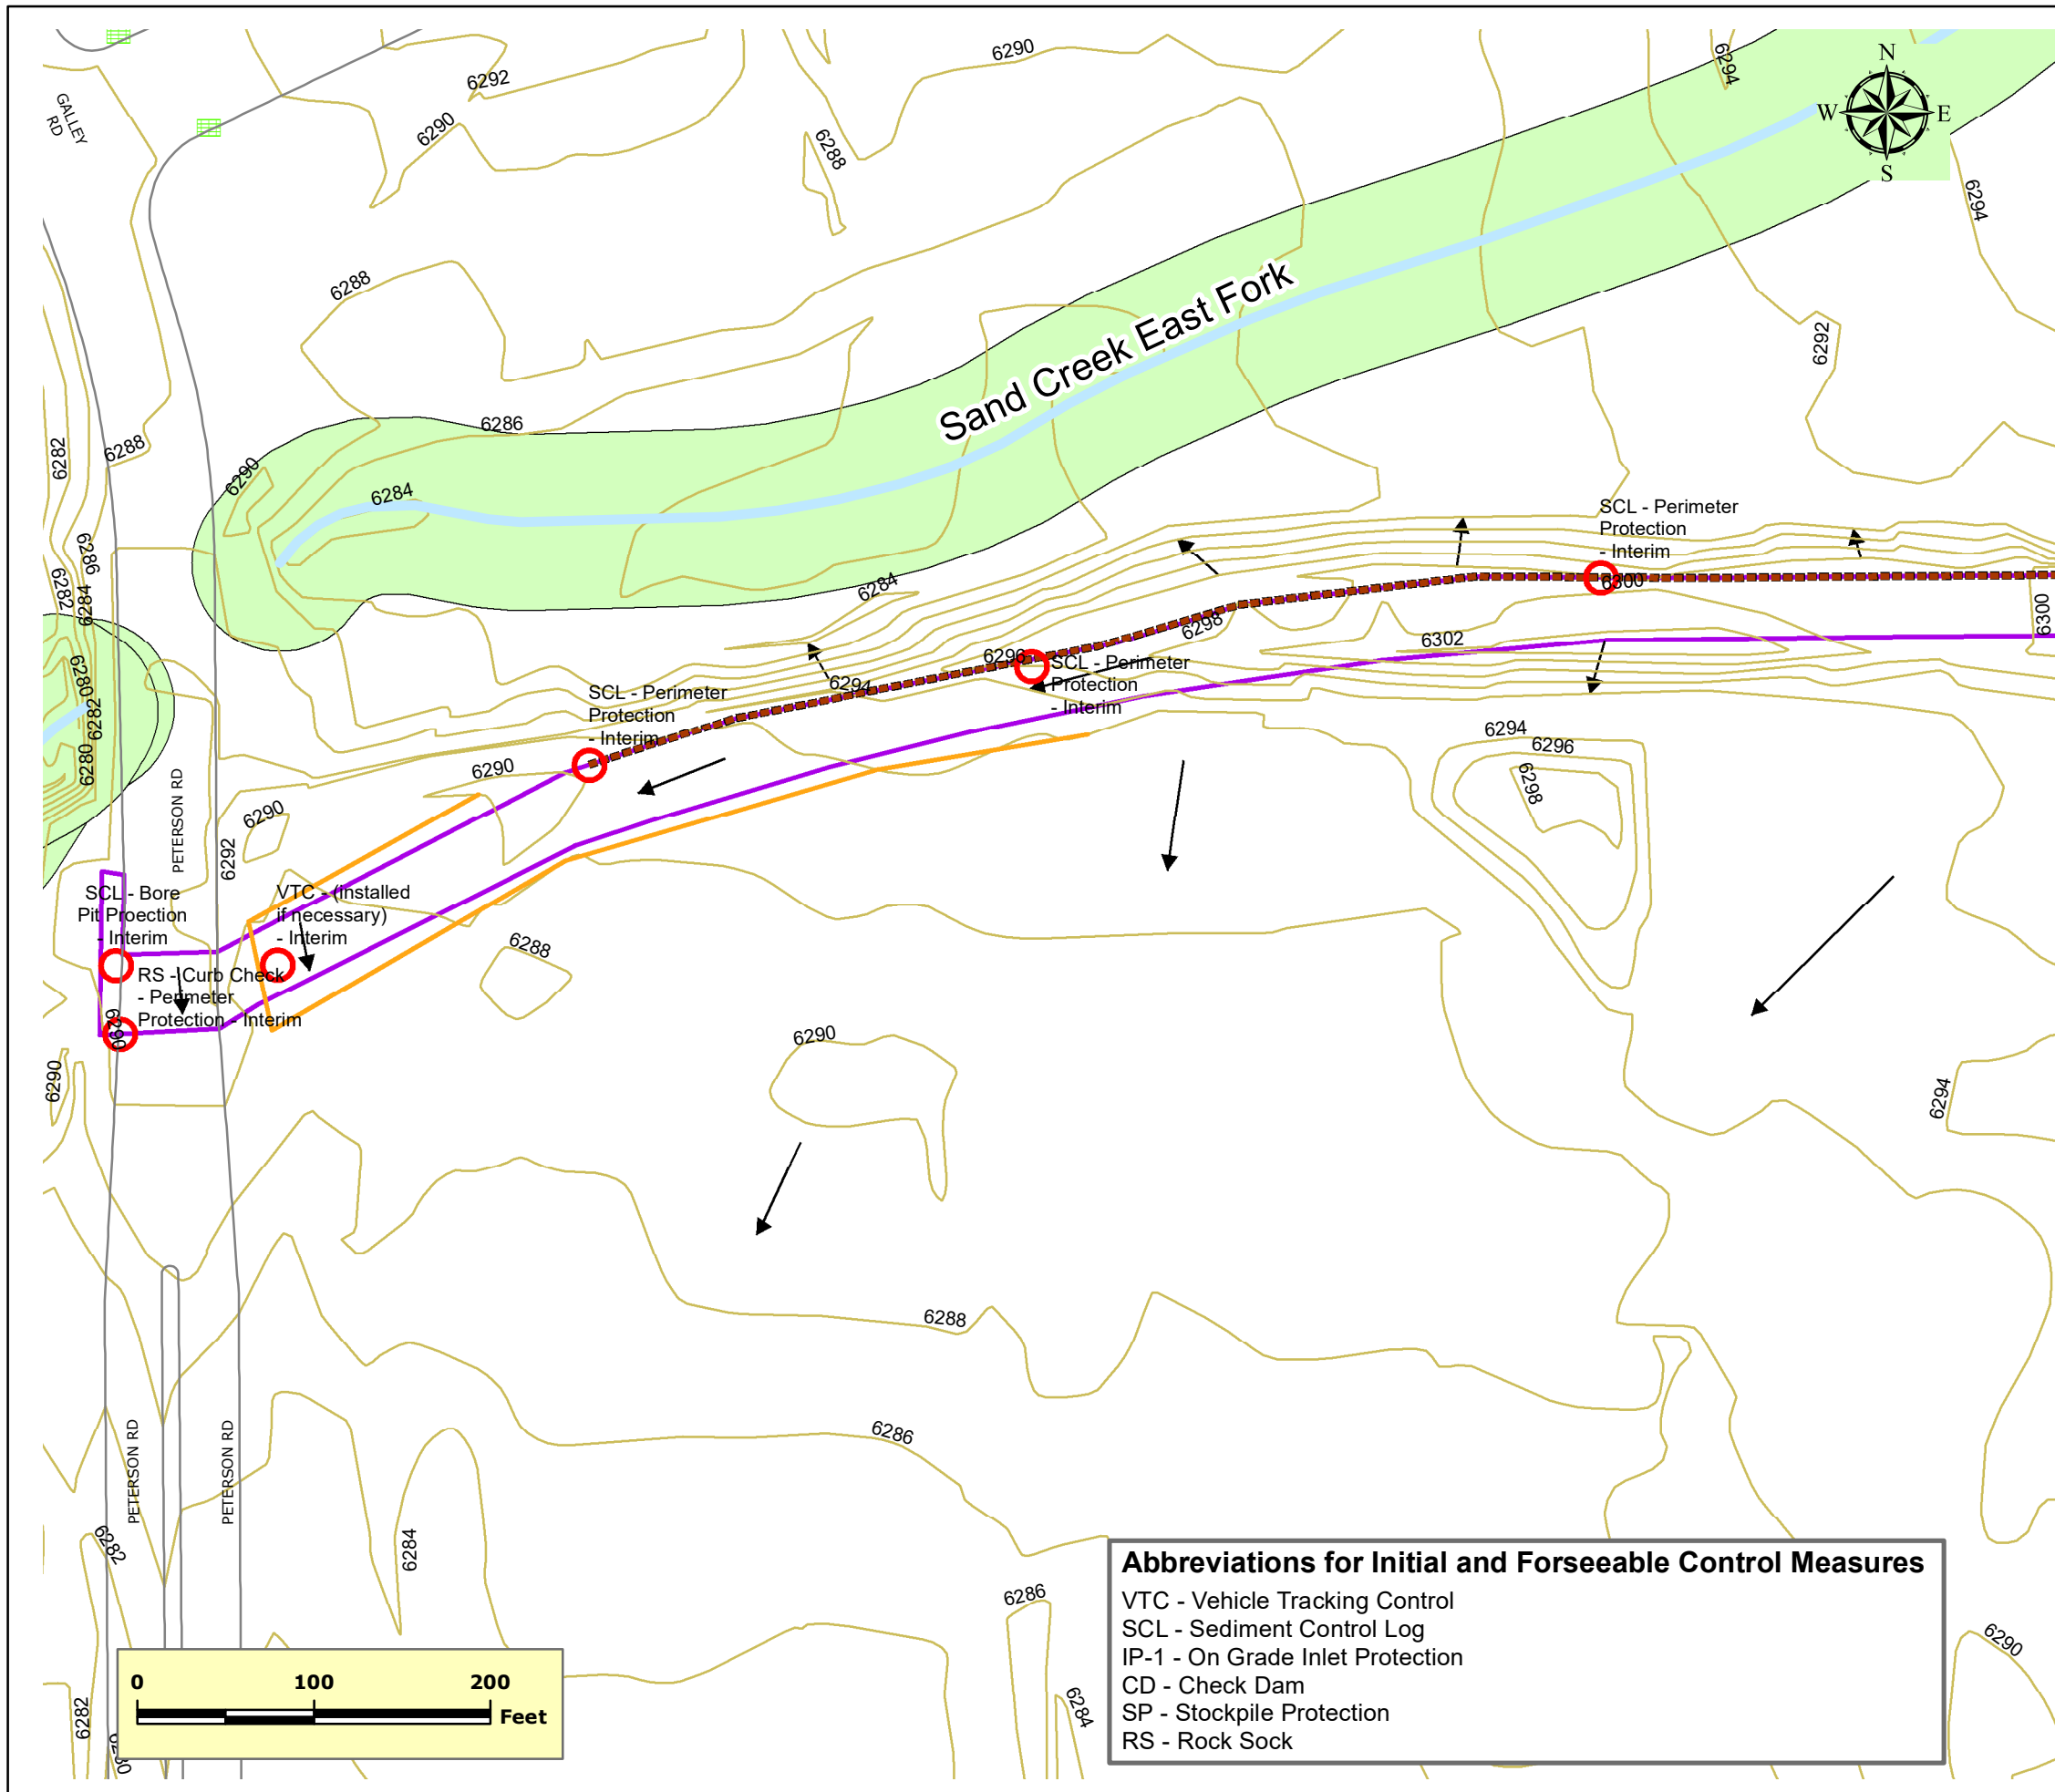 6290
6292
6294
N
W
E
S
GALLEY
RD
6290
6288
6294
6288
Sand Creek East Fork
6292
6286
6288
6282
6290
6284
SCL - Perimeter
Protection
- Interim
6286
6282
6284
6284
6300
6300
6298
6302
6296
SCL - Perimeter
Protection
- Interim
6294
SCL - Perimeter
Protection
- Interim
6280
6282
6280
6294
6296
6298
6290
6290
PETERSON RD
6292
SCL - Bore
Pit Proection
- Interim
VTC - (installed
if necessary)
- Interim
6288
RS - Curb Check
- Perimeter
Protection - Interim
6290
6290
6290
6294
6288
6286
PETERSON RD
PETERSON RD
6282
6284
6286
6284
6290
6282
Abbreviations for Initial and Forseeable Control Measures
VTC - Vehicle Tracking Control
SCL - Sediment Control Log
IP-1 - On Grade Inlet Protection
CD - Check Dam
SP - Stockpile Protection
RS - Rock Sock
0 100 200
Feet